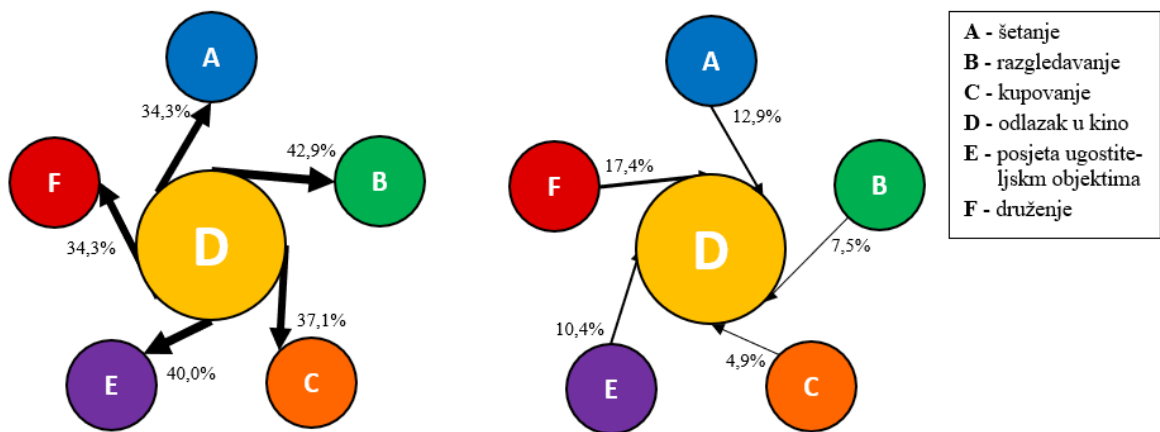 A
34,3%
42,9%
F
B
D
34,3%
37,1%
E
40,0%
C
A
12,9%
17,4%
F
B
D
7,5%
10,4%
4,9%
E
C
A - šetanje
B - razgledavanje
C - kupovanje
D - odlazak u kino
E - posjeta ugostite-
ljskm objektima
F - druženje